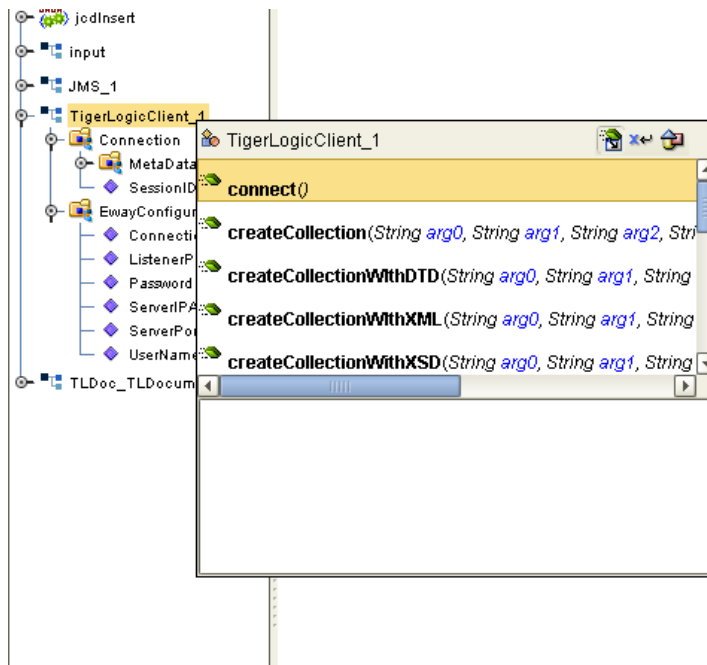 jcdInsert
input
JMS_1
TigerLogicClient_1
Connection
MetaData
SessionID
EwayConfigur
Connecti
ListenerP
Password
ServerIPA
ServerPor
UserName
TLDoc_TLDocum
TigerLogicClient_1
connect()
createCollection(String arg0, String arg1, String arg2, Stri
createCollectionWIthDTD(String arg0, String arg1, String
createCollectionWithXML(String arg0, String arg1, String
createCollectionWithXSD(String arg0, String arg1, String